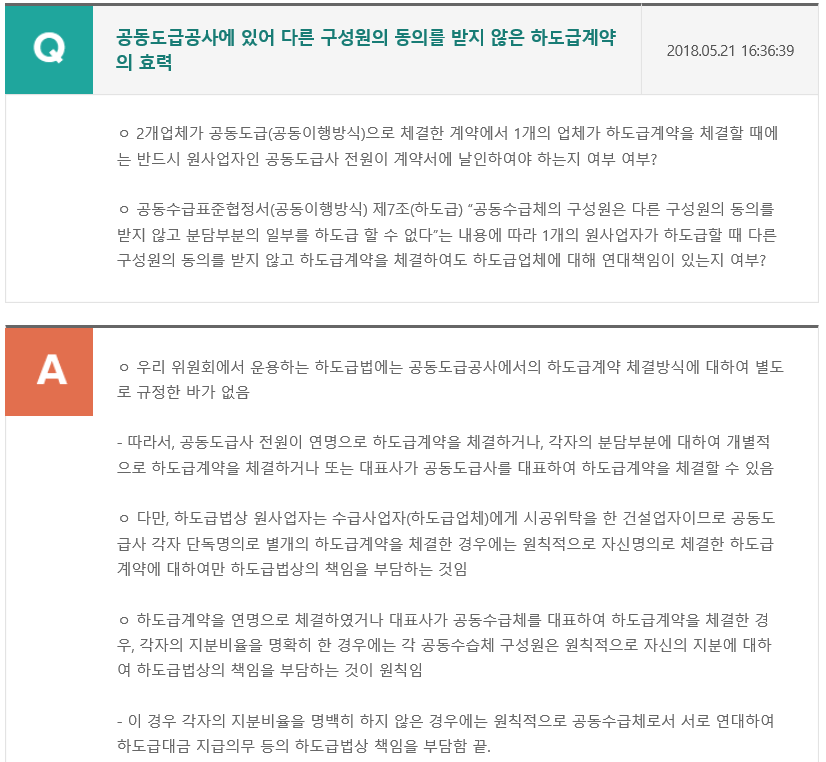 Q
공동도급공사에 있어 다른 구성원의 동의를 받지 않은 하도급계약
의 효력
2018.05.21 16:36:39
ㅇ 2개업체가 공동도급(공동이행방식)으로 체결한 계약에서 1개의 업체가 하도급계약을 체결할 때에
는 반드시 원사업자인 공동도급사 전원이 계약서에 날인하여야 하는지 여부 여부?
ㅇ 공동수급표준협정서(공동이행방식) 제7조(하도급) “공동수급체의 구성원은 다른 구성원의 동의를
받지 않고 분담부분의 일부를 하도급 할 수 없다”는 내용에 따라 1개의 원사업자가 하도급할 때 다른
구성원의 동의를 받지 않고 하도급계약을 체결하여도 하도급업체에 대해 연대책임이 있는지 여부?
A
ㅇ 우리 위원회에서 운용하는 하도급법에는 공동도급공사에서의 하도급계약 체결방식에 대하여 별도
로 규정한 바가 없음
- 따라서, 공동도급사 전원이 연명으로 하도급계약을 체결하거나, 각자의 분담부분에 대하여 개별적
으로 하도급계약을 체결하거나 또는 대표사가 공동도급사를 대표하여 하도급계약을 체결할 수 있음
ㅇ 다만, 하도급법상 원사업자는 수급사업자(하도급업체)에게 시공위탁을 한 건설업자이므로 공동도
급사 각자 단독명의로 별개의 하도급계약을 체결한 경우에는 원칙적으로 자신명의로 체결한 하도급
계약에 대하여만 하도급법상의 책임을 부담하는 것임
ㅇ 하도급계약을 연명으로 체결하였거나 대표사가 공동수급체를 대표하여 하도급계약을 체결한 경
우, 각자의 지분비율을 명확히 한 경우에는 각 공동수습체 구성원은 원칙적으로 자신의 지분에 대하
여 하도급법상의 책임을 부담하는 것이 원칙임
- 이 경우 각자의 지분비율을 명백히 하지 않은 경우에는 원칙적으로 공동수급체로서 서로 연대하여
하도급대금 지급의무 등의 하도급법상 책임을 부담함 끝.